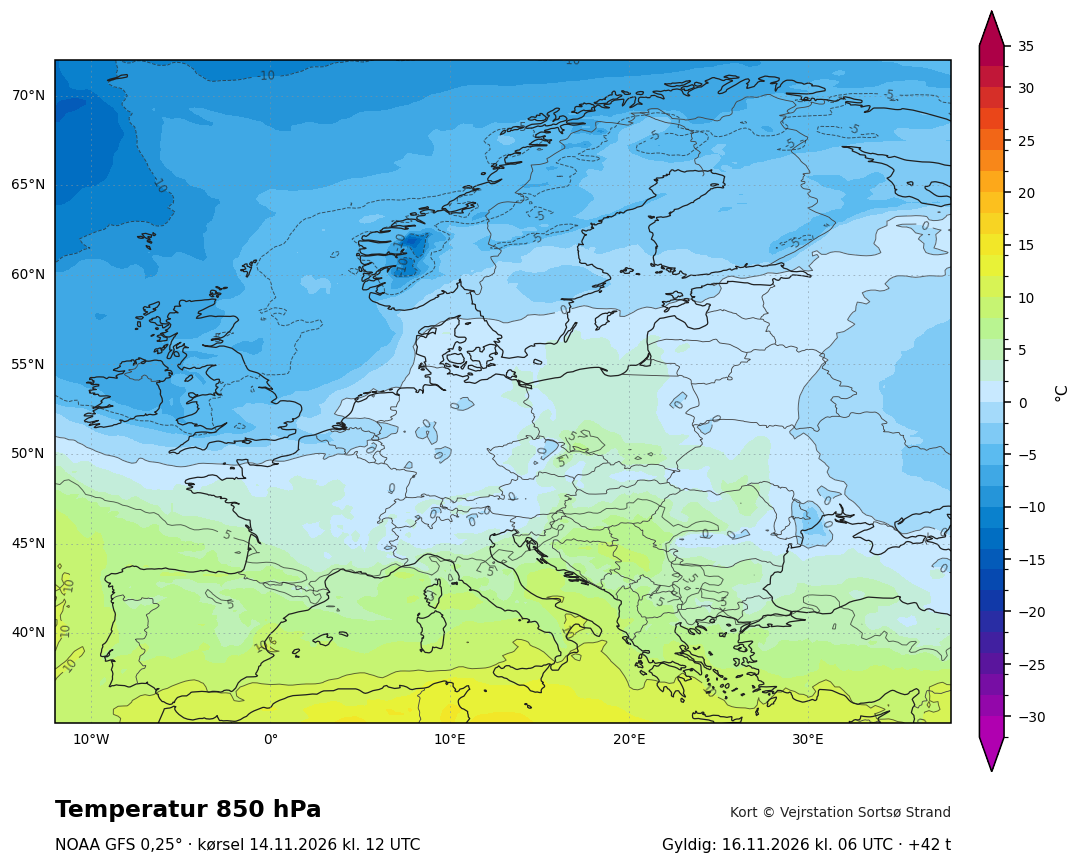 35
30
25
20
15
10
5
0
−5
−10
−15
−20
−25
−30
°C
70°N
65°N
60°N
55°N
50°N
45°N
40°N
10°W
0°
10°E
20°E
30°E
Temperatur 850 hPa
Kort © Vejrstation Sortsø Strand
NOAA GFS 0,25° · kørsel 14.11.2026 kl. 12 UTC
Gyldig: 16.11.2026 kl. 06 UTC · +42 t